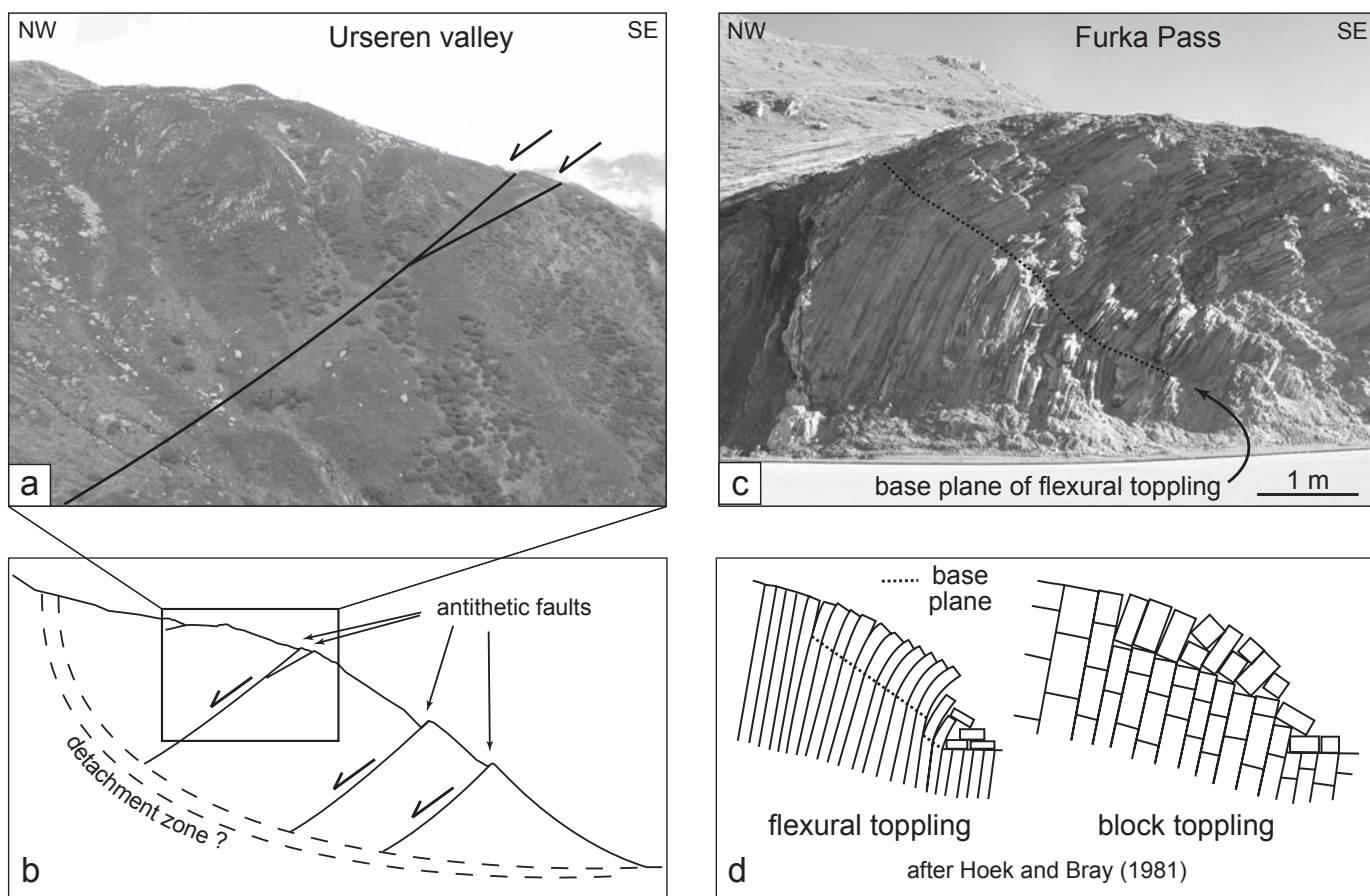 NW
Urseren valley
SE
a
NW
Furka Pass
SE
c
base plane of flexural toppling
1 m
antithetic faults
detachment zone ?
b
base
plane
flexural toppling
block toppling
d
after Hoek and Bray (1981)